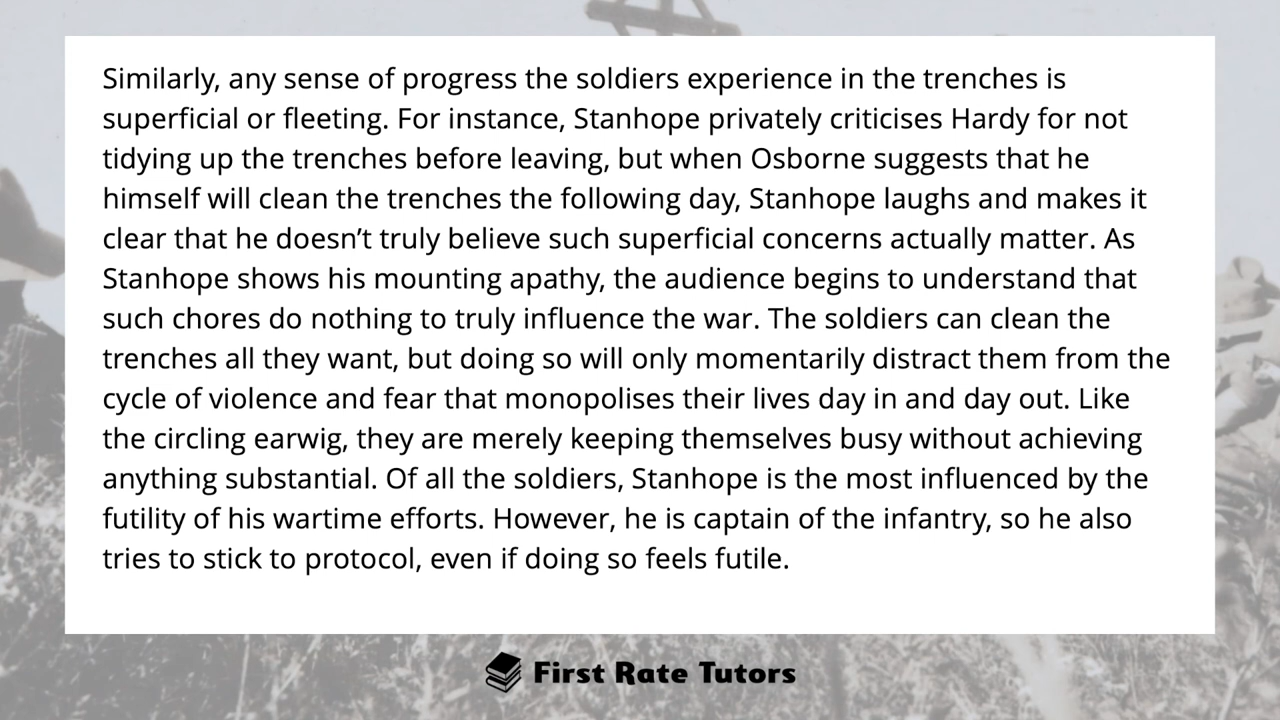 Similarly, any sense of progress the soldiers experience in the trenches is
superficial or fleeting. For instance, Stanhope privately criticises Hardy for not
tidying up the trenches before leaving, but when Osborne suggests that he
himself will clean the trenches the following day, Stanhope laughs and makes it
clear that he doesn’t truly believe such superficial concerns actually matter. As
Stanhope shows his mounting apathy, the audience begins to understand that
such chores do nothing to truly influence the war. The soldiers can clean the
trenches all they want, but doing so will only momentarily distract them from the
cycle of violence and fear that monopolises their lives day in and day out. Like
the circling earwig, they are merely keeping themselves busy without achieving
anything substantial. Of all the soldiers, Stanhope is the most influenced by the
futility of his wartime efforts. However, he is captain of the infantry, so he also
tries to stick to protocol, even if doing so feels futile.
First Rate Tutors